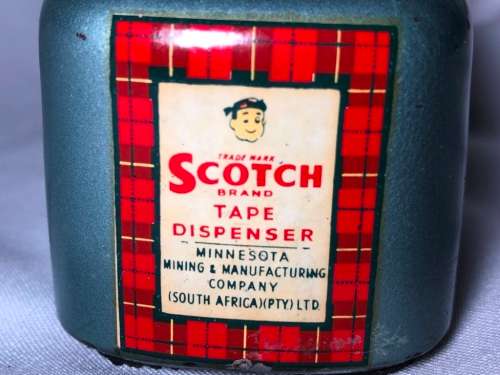 TRADE MARK
SCOTCH
BRAND
TAPE
DISPENSER
MINNESOTA
MINING & MANUFACTURING
COMPANY
(SOUTH AFRICA)(PTY) LTD.